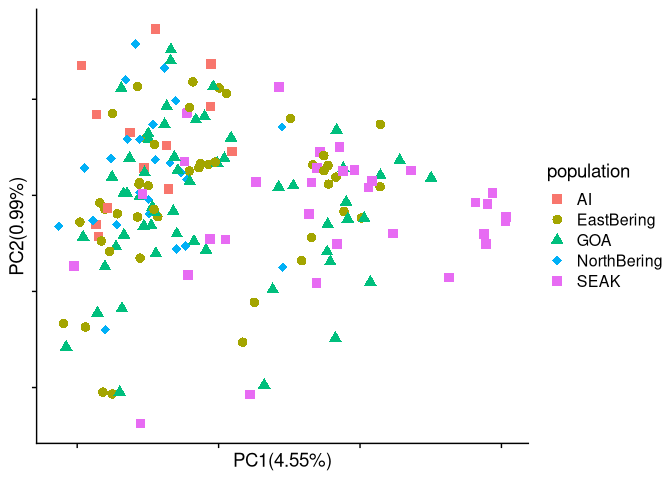 PC2(0.99%)
PC1(4.55%)
population
AI
EastBering
GOA
NorthBering
SEAK